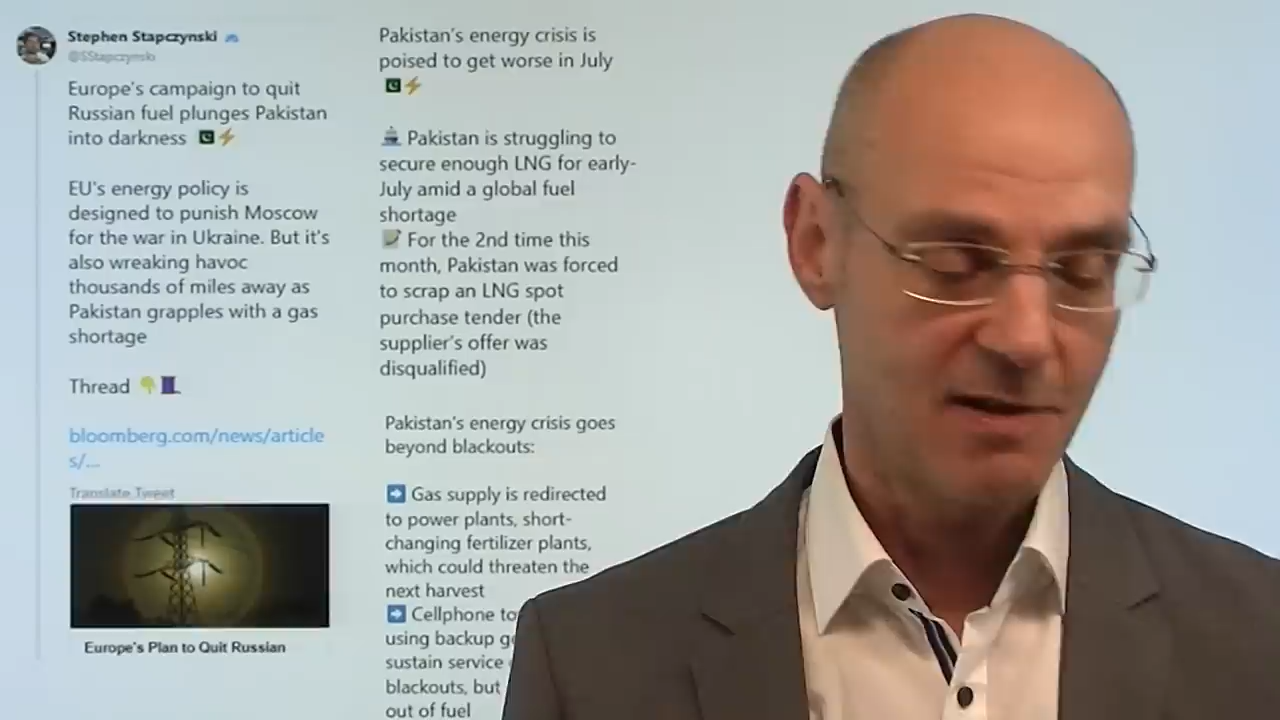 Stephen Stapczynski
@SStapczynski
Europe's campaign to quit
Russian fuel plunges Pakistan
into darkness
EU's energy policy is
designed to punish Moscow
for the war in Ukraine. But it's
also wreaking havoc
thousands of miles away as
Pakistan grapples with a gas
shortage
Thread
bloomberg.com/news/article
s/...
Translate Tweet
Europe's Plan to Quit Russian
Pakistan's energy crisis is
poised to get worse in July
Pakistan is struggling to
secure enough LNG for early-
July amid a global fuel
shortage
For the 2nd time this
month, Pakistan was forced
to scrap an LNG spot
purchase tender (the
supplier's offer was
disqualified)
Pakistan's energy crisis goes
beyond blackouts:
Gas supply is redirected
to power plants, short-
changing fertilizer plants,
which could threaten the
next harvest
Cellphone
using backup
sustain service
blackouts, but
out of fuel